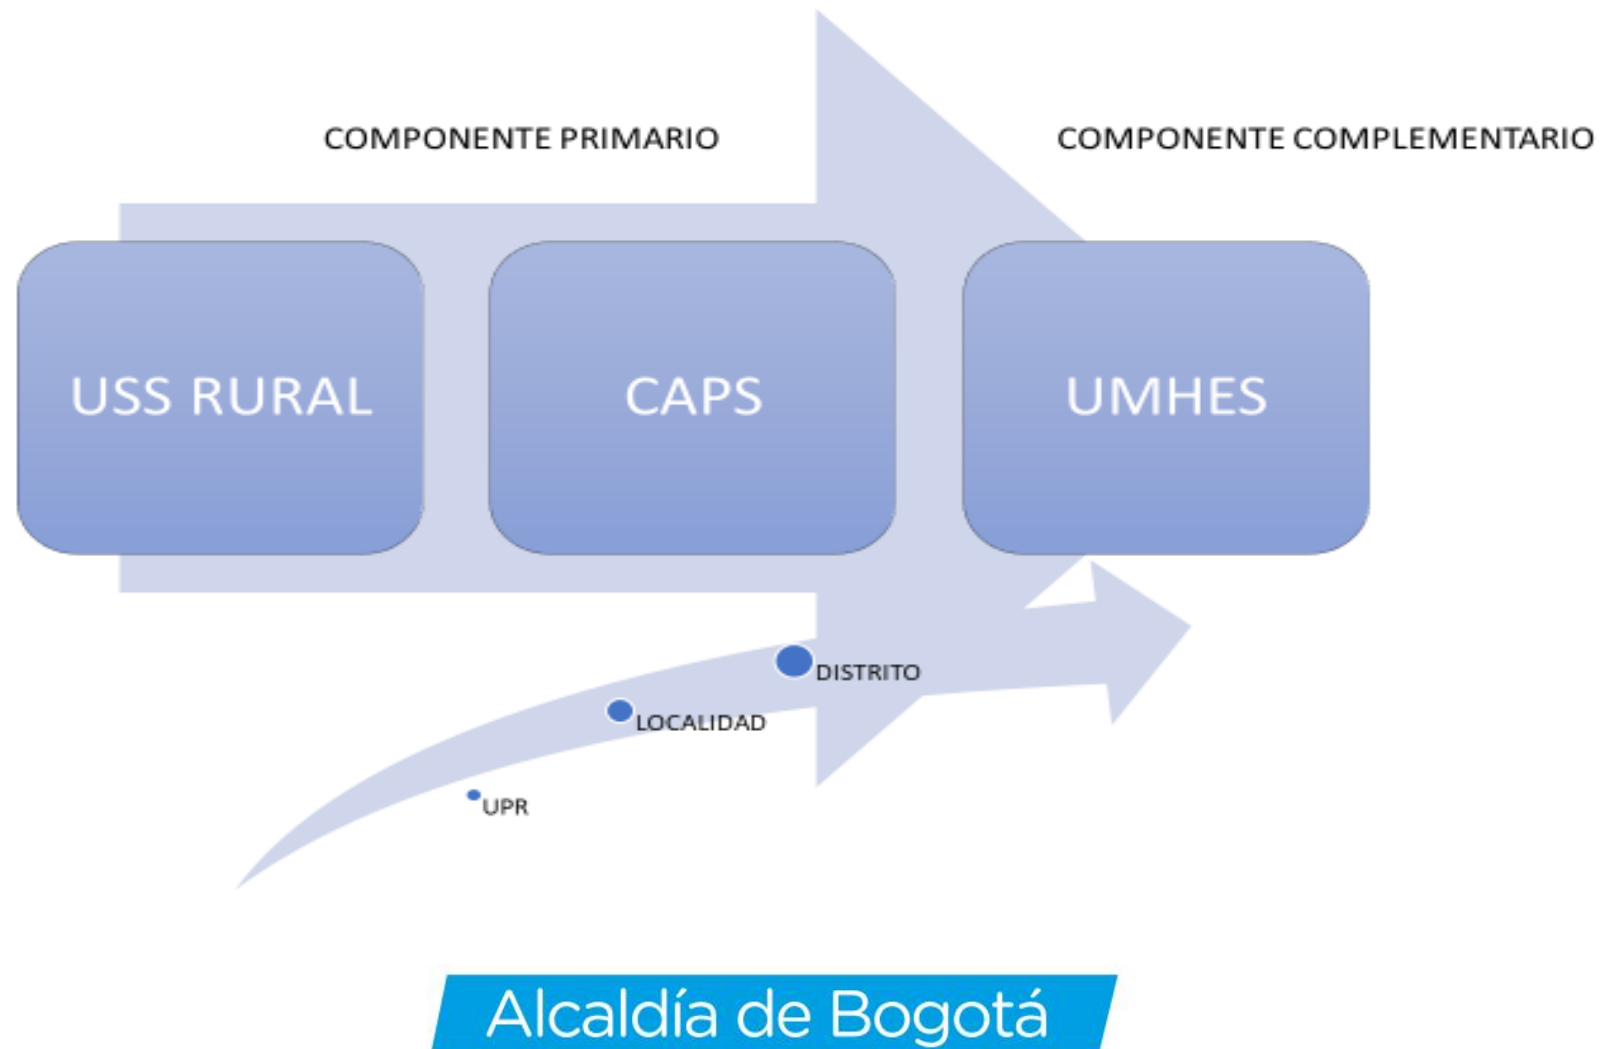 COMPONENTE PRIMARIO
COMPONENTE COMPLEMENTARIO
USS RURAL
CAPS
UMHES
DISTRITO
LOCALIDAD
UPR
Alcaldía de Bogotá